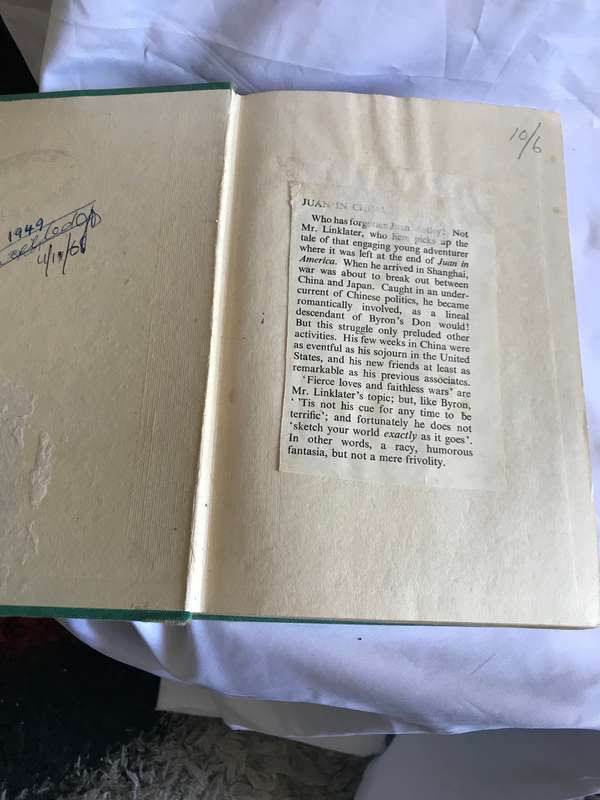 1949
10/6
JUAN IN CHINA
Who has forgotten Juan Motley? Not
Mr. Linklater, who here picks up the
tale of that engaging young adventurer
where it was left at the end of Juan in
America. When he arrived in Shanghai,
war was about to break out between
China and Japan. Caught in an under-
current of Chinese politics, he became
romantically involved, as a lineal
descendant of Byron's Don would!
But this struggle only preluded other
activities. His few weeks in China were
as eventful as his sojourn in the United
States, and his new friends at least as
remarkable as his previous associates.
'Fierce loves and faithless wars' are
Mr. Linklater's topic; but, like Byron,
' 'Tis not his cue for any time to be
terrific'; and fortunately he does not
'sketch your world exactly as it goes'.
In other words, a racy, humorous
fantasia, but not a mere frivolity.